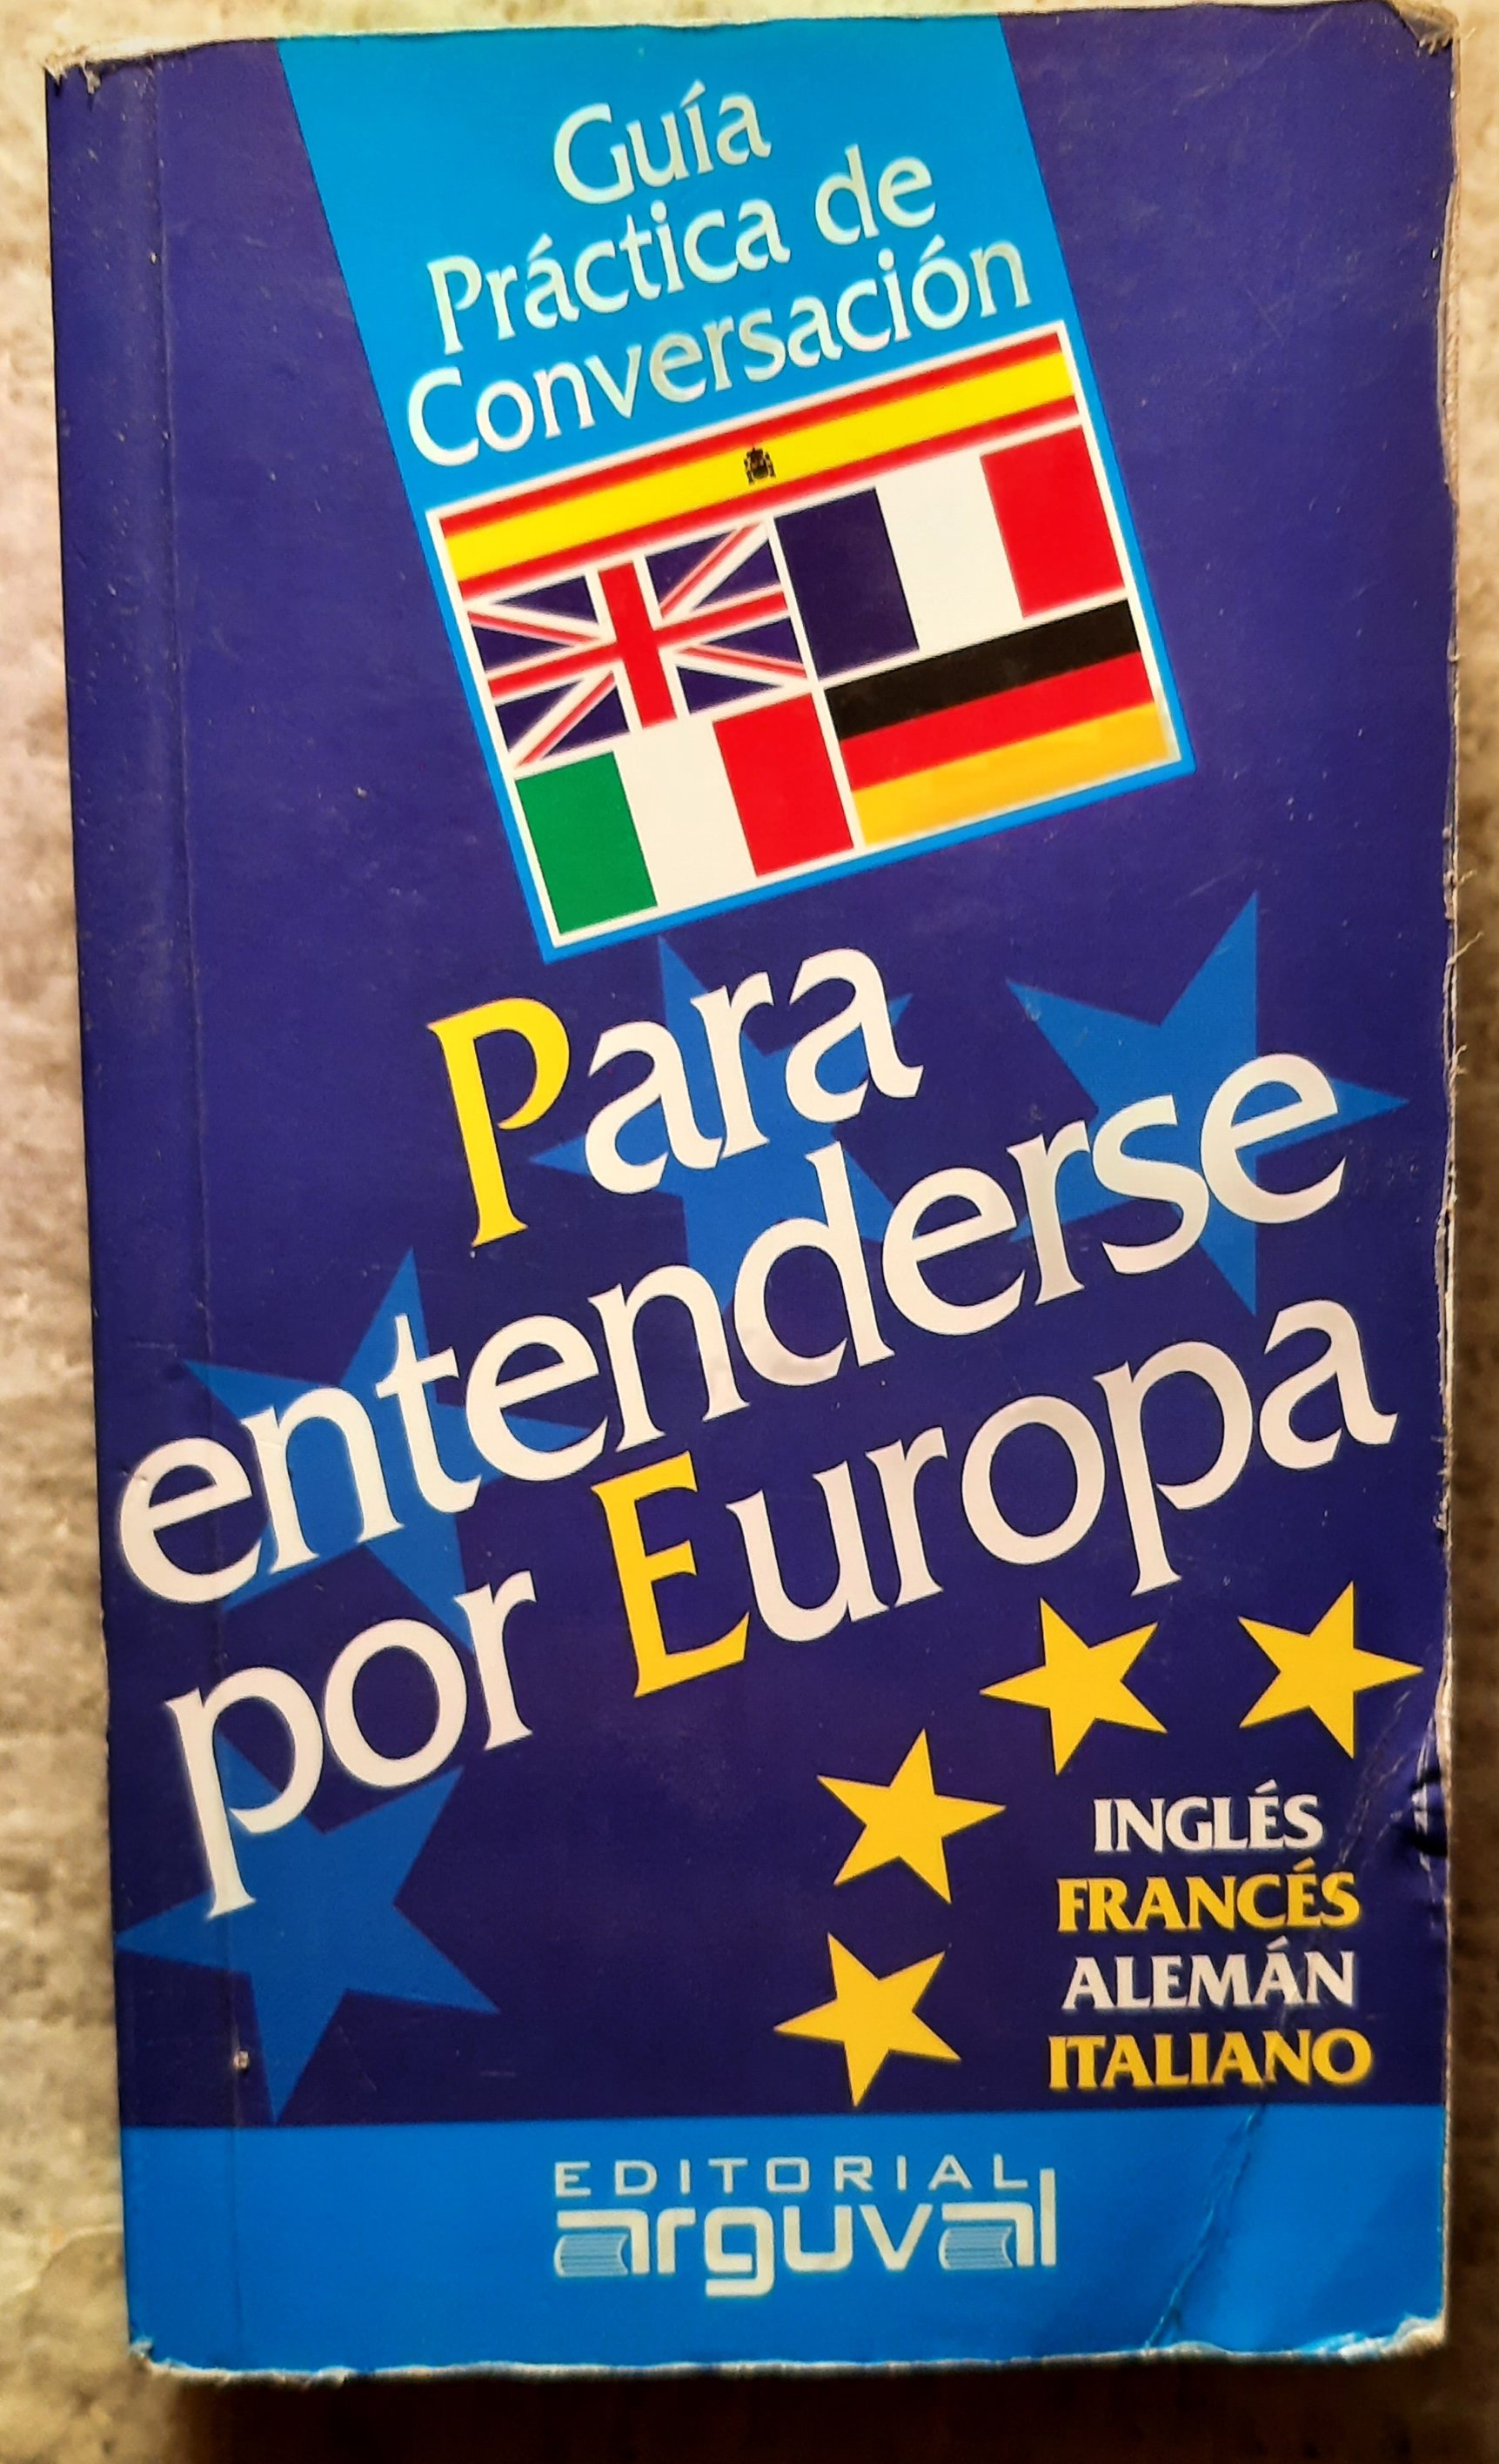 Guía
Práctica de
Conversación
Para
entenderse
por Europa
INGLÉS
FRANCÉS
ALEMÁN
ITALIANO
EDITORIAL
arguval